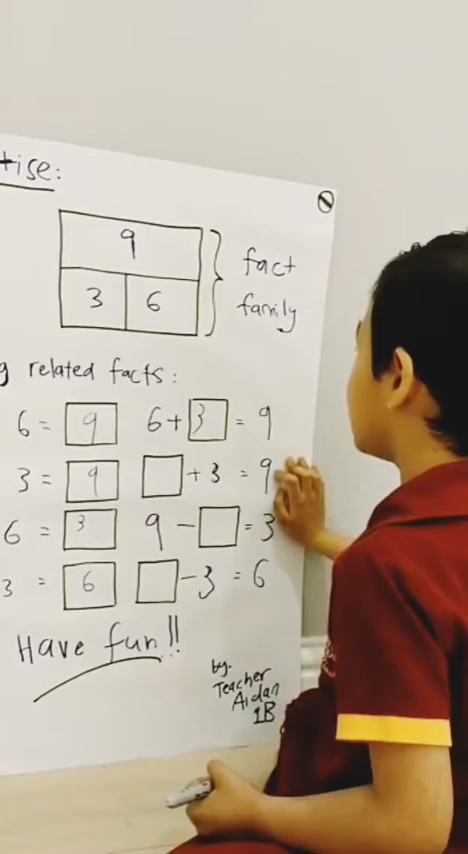 tise:
9
3 6
fact
family
g related facts:
6 = 9 6 + 3 = 9
3 = 9 + 3 = 9
6 = 3 9 - = 3
3 = 6 - 3 = 6
Have fun!!
by.
Teacher
Aidan
1B